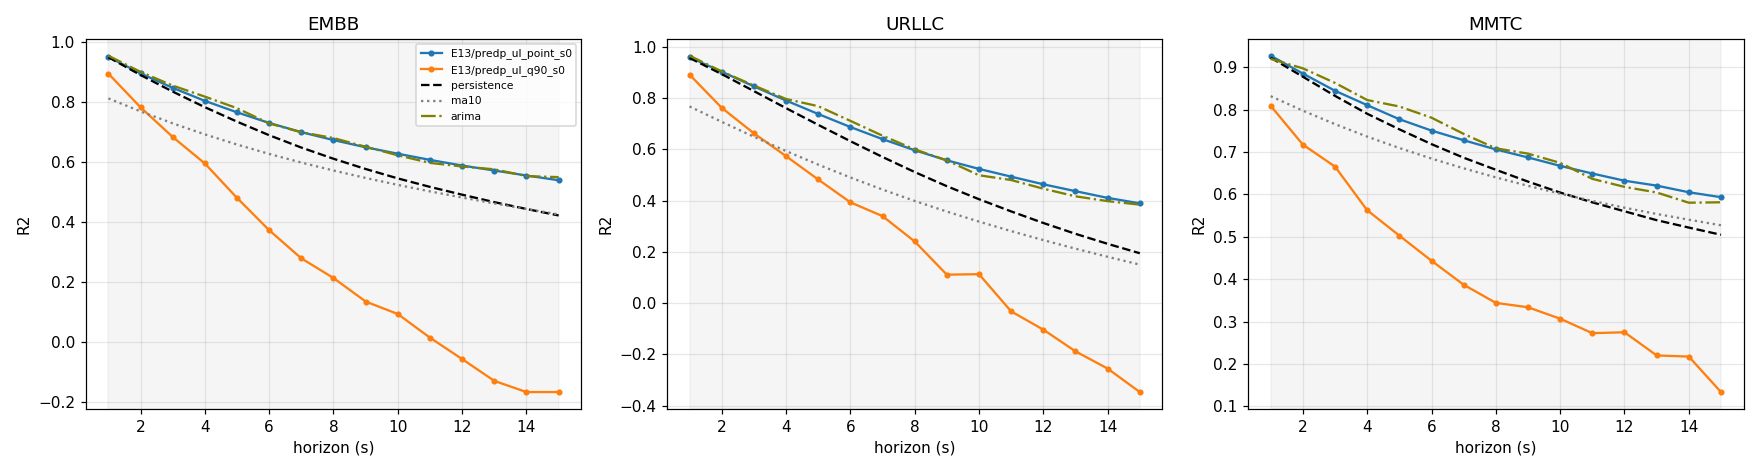 EMBB
R2
1.0
0.8
0.6
0.4
0.2
0.0
−0.2
2 4 6 8 10 12 14
horizon (s)
E13/predp_ul_point_s0
E13/predp_ul_q90_s0
persistence
ma10
arima
URLLC
R2
1.0
0.8
0.6
0.4
0.2
0.0
−0.2
−0.4
2 4 6 8 10 12 14
horizon (s)
MMTC
R2
0.9
0.8
0.7
0.6
0.5
0.4
0.3
0.2
0.1
2 4 6 8 10 12 14
horizon (s)